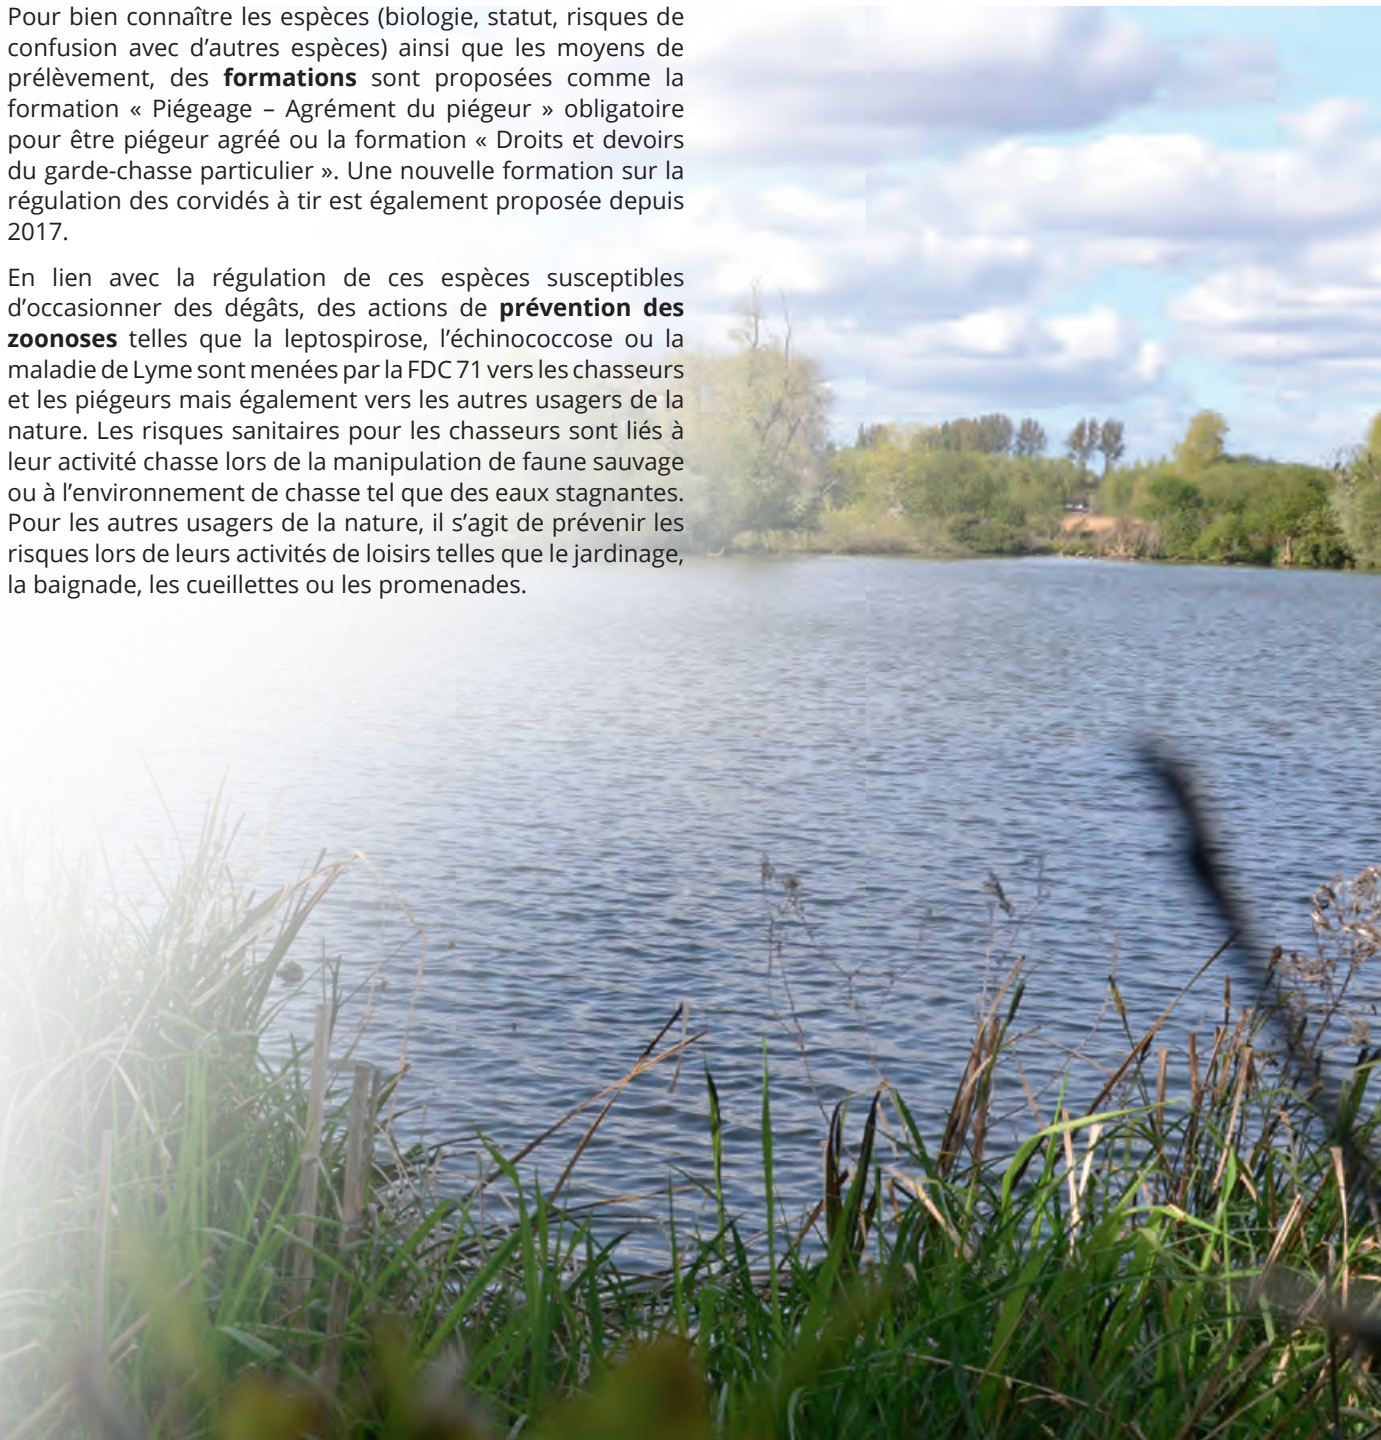 Pour bien connaître les espèces (biologie, statut, risques de
confusion avec d’autres espèces) ainsi que les moyens de
prélèvement, des formations sont proposées comme la
formation « Piégeage – Agrément du piégeur » obligatoire
pour être piégeur agréé ou la formation « Droits et devoirs
du garde-chasse particulier ». Une nouvelle formation sur la
régulation des corvidés à tir est également proposée depuis
2017.
En lien avec la régulation de ces espèces susceptibles
d’occasionner des dégâts, des actions de prévention des
zoonoses telles que la leptospirose, l’échinococcose ou la
maladie de Lyme sont menées par la FDC 71 vers les chasseurs
et les piégeurs mais également vers les autres usagers de la
nature. Les risques sanitaires pour les chasseurs sont liés à
leur activité chasse lors de la manipulation de faune sauvage
ou à l’environnement de chasse tel que des eaux stagnantes.
Pour les autres usagers de la nature, il s’agit de prévenir les
risques lors de leurs activités de loisirs telles que le jardinage,
la baignade, les cueillettes ou les promenades.